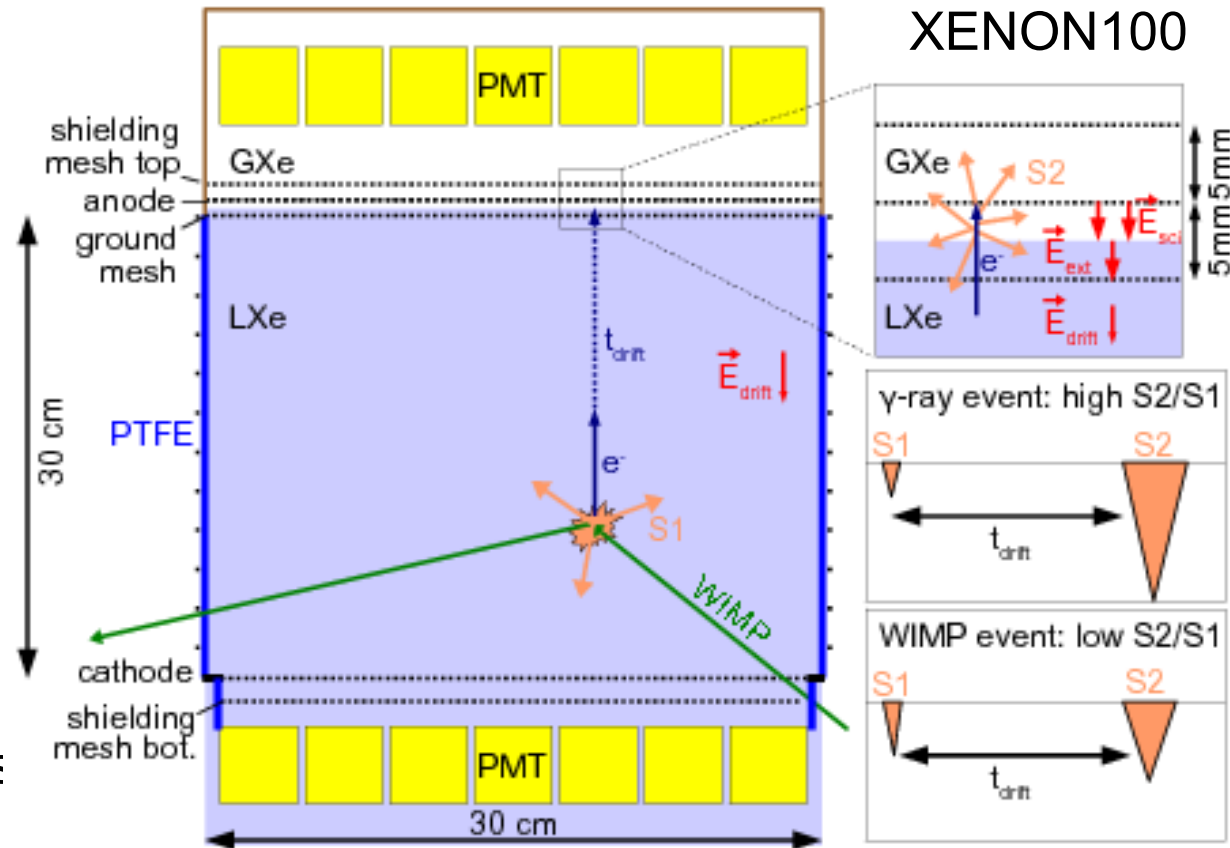 XENON100
PMT
shielding
mesh top
GXe
anode
ground
mesh
LXe
30 cm
PTFE
t drift
E drift
e-
S1
WIMP
cathode
shielding
mesh bot.
PMT
30 cm
GXe
S2
5mm
5mm
E sci
E ext
e-
LXe
E drift
γ-ray event: high S2/S1
S1
S2
t drift
WIMP event: low S2/S1
S1
S2
t drift